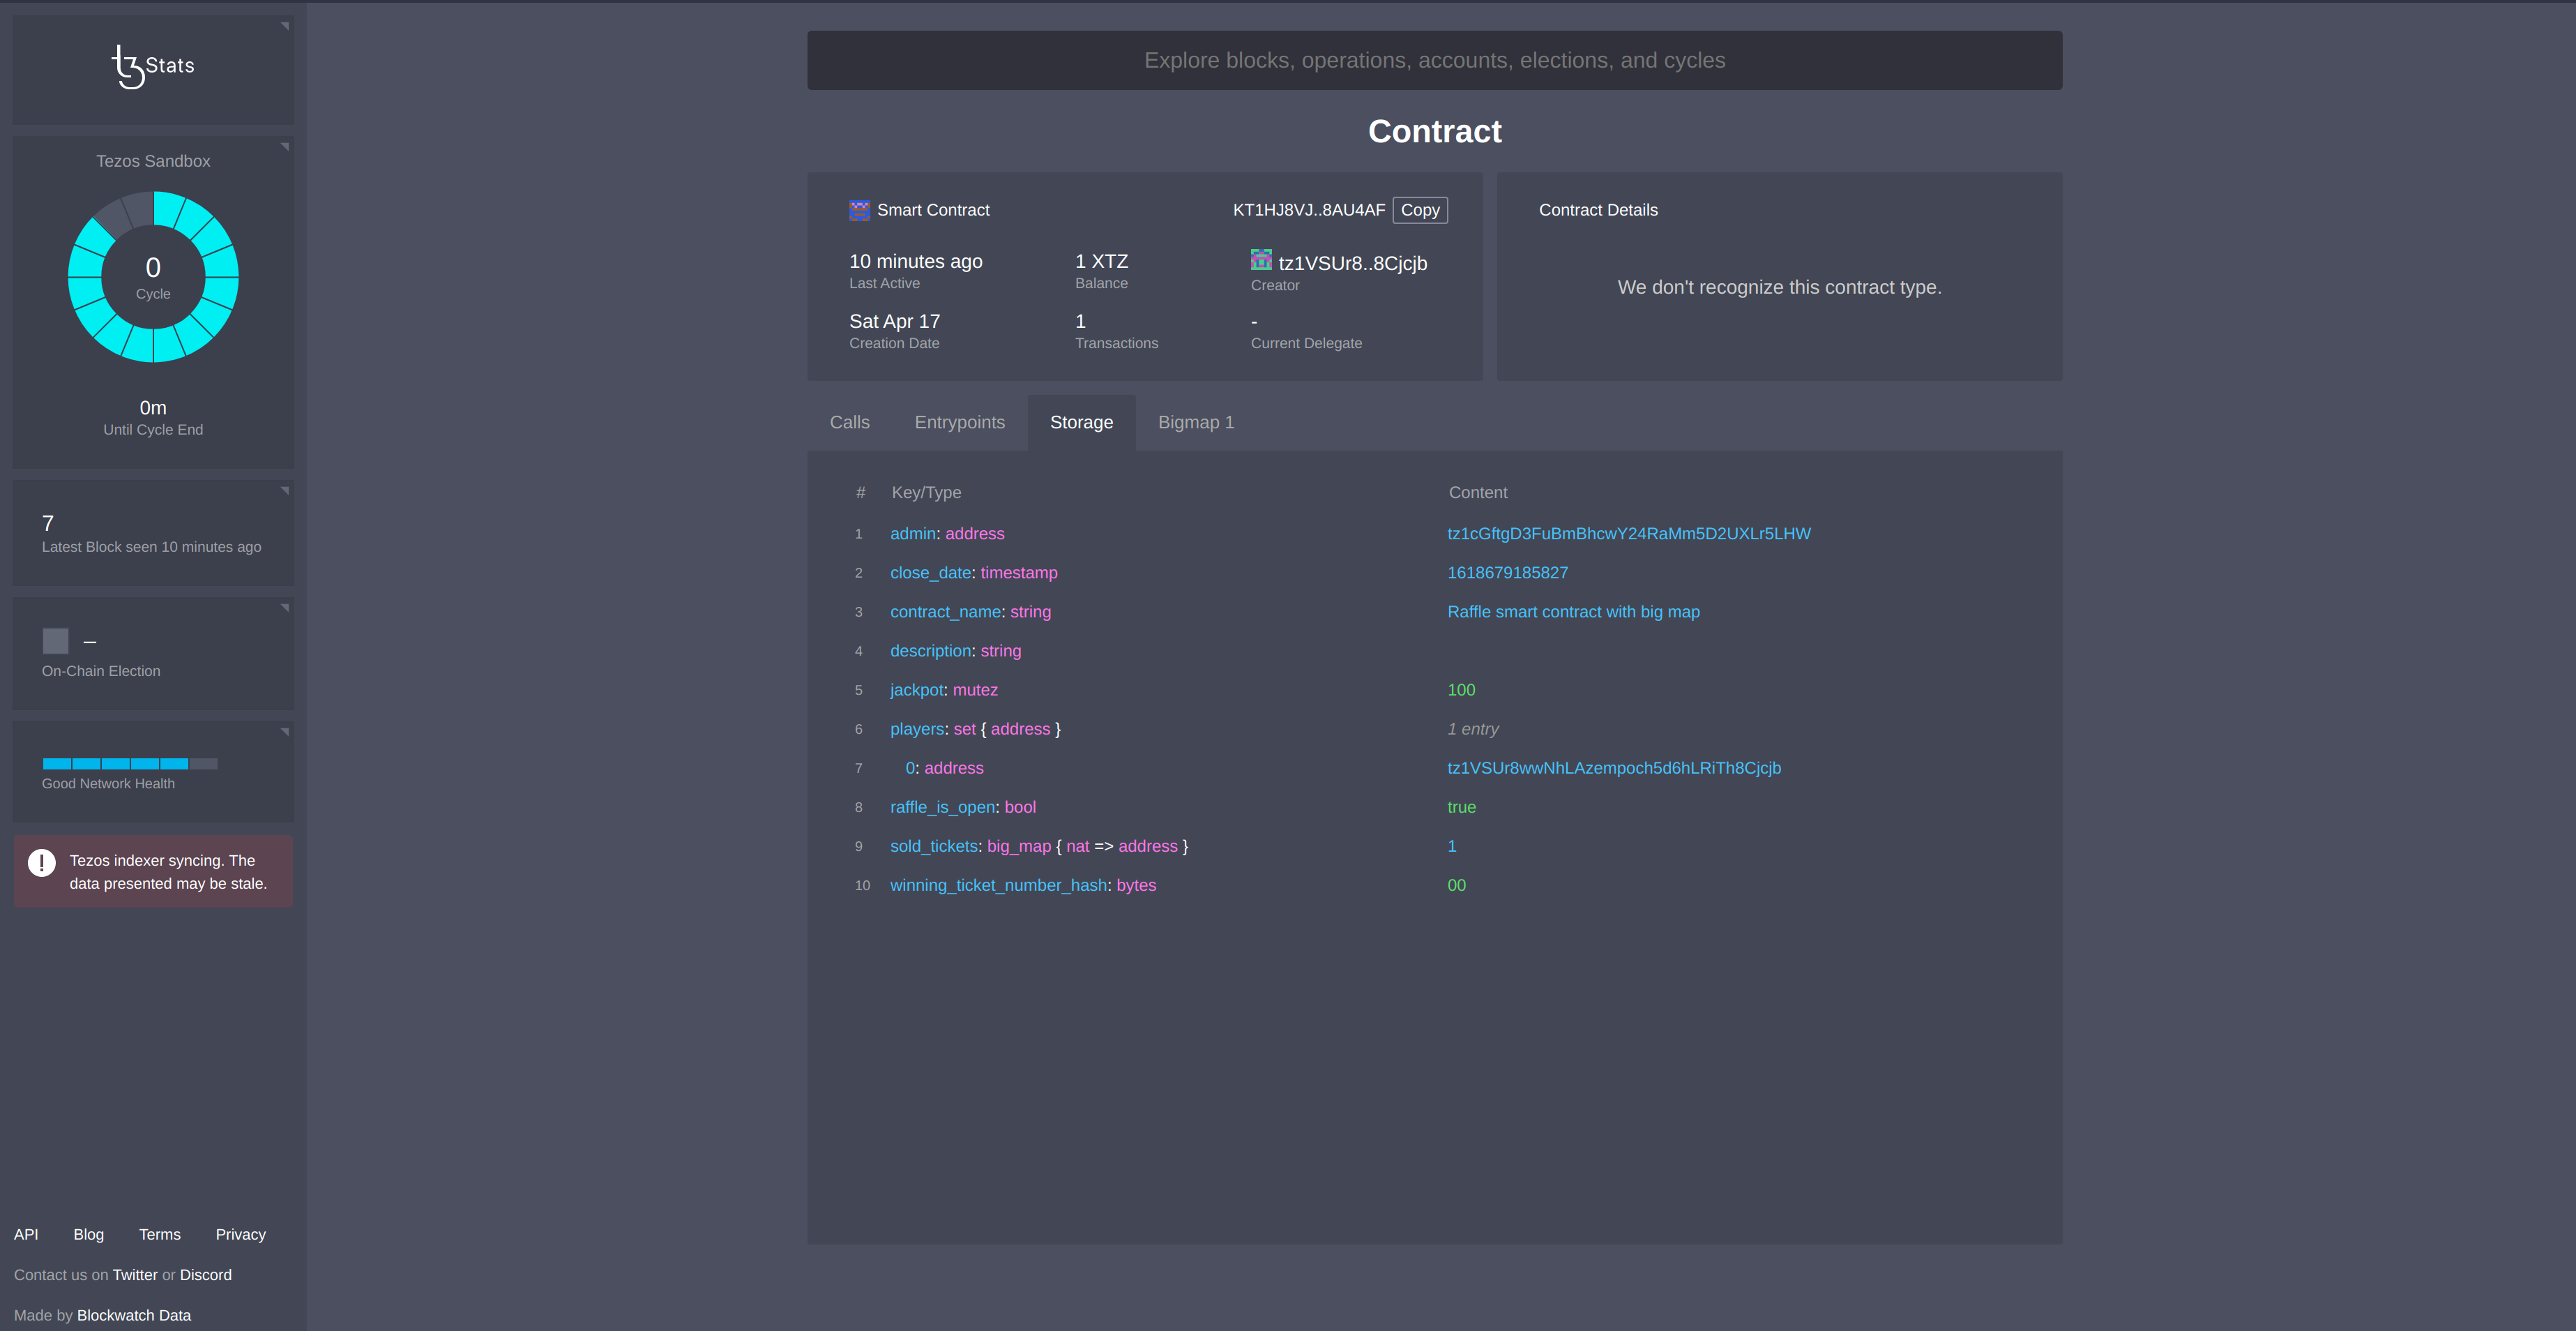 Stats
Tezos Sandbox
0
Cycle
0m
Until Cycle End
7
Latest Block seen 10 minutes ago
–
On-Chain Election
Good Network Health
Tezos indexer syncing. The
data presented may be stale.
API Blog Terms Privacy
Contact us on Twitter or Discord
Made by Blockwatch Data
Explore blocks, operations, accounts, elections, and cycles
Contract
Smart Contract KT1HJ8VJ..8AU4AF Copy
10 minutes ago 1 XTZ tz1VSUr8..8Cjcjb
Last Active Balance Creator
Sat Apr 17 1 -
Creation Date Transactions Current Delegate
Contract Details
We don't recognize this contract type.
Calls Entrypoints Storage Bigmap 1
# Key/Type Content
1 admin: address tz1cGftgD3FuBmBhcwY24RaMm5D2UXLr5LHW
2 close_date: timestamp 1618679185827
3 contract_name: string Raffle smart contract with big map
4 description: string
5 jackpot: mutez 100
6 players: set { address } 1 entry
7 0: address tz1VSUr8wwNhLAzempoch5d6hLRiTh8Cjcjb
8 raffle_is_open: bool true
9 sold_tickets: big_map { nat => address } 1
10 winning_ticket_number_hash: bytes 00